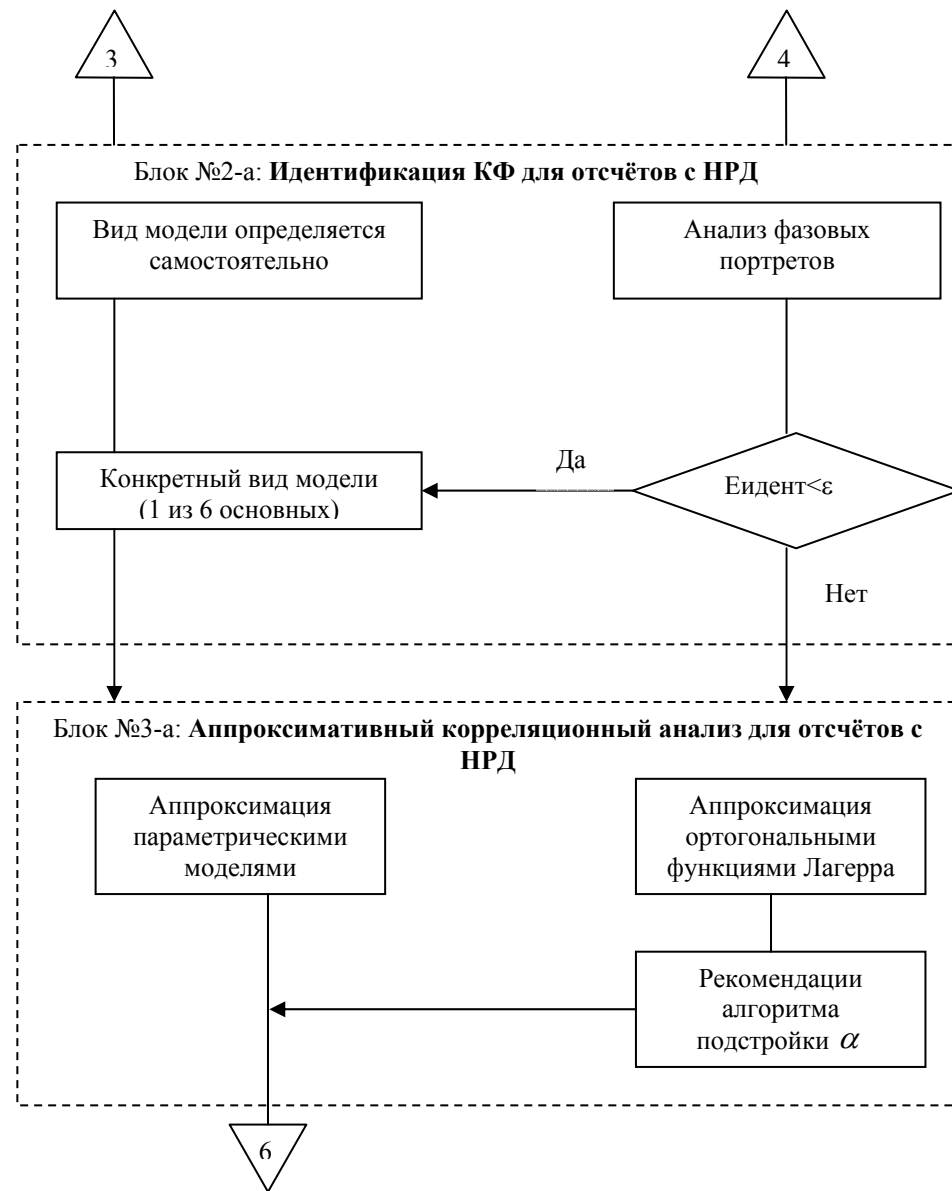 3
4
Блок №2-а: Идентификация КФ для отсчётов с НРД
Вид модели определяется
самостоятельно
Анализ фазовых
портретов
Да
Конкретный вид модели
(1 из 6 основных)
Еидент<ε
Нет
Блок №3-а: Аппроксимативный корреляционный анализ для отсчётов с
НРД
Аппроксимация
параметрическими
моделями
Аппроксимация
ортогональными
функциями Лагерра
Рекомендации
алгоритма
подстройки α
6